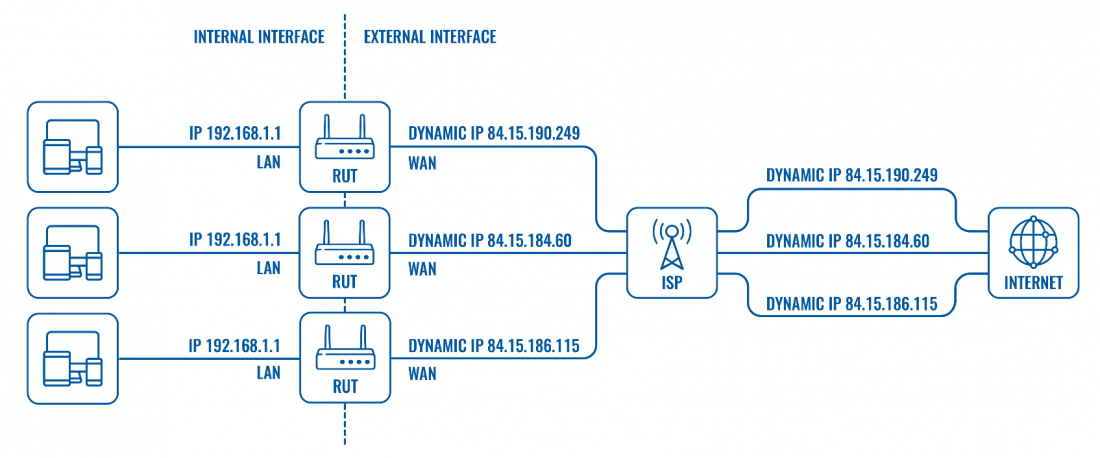 INTERNAL INTERFACE
EXTERNAL INTERFACE
IP 192.168.1.1
LAN
RUT
DYNAMIC IP 84.15.190.249
WAN
IP 192.168.1.1
LAN
RUT
DYNAMIC IP 84.15.184.60
WAN
IP 192.168.1.1
LAN
RUT
DYNAMIC IP 84.15.186.115
WAN
ISP
DYNAMIC IP 84.15.190.249
DYNAMIC IP 84.15.184.60
DYNAMIC IP 84.15.186.115
INTERNET